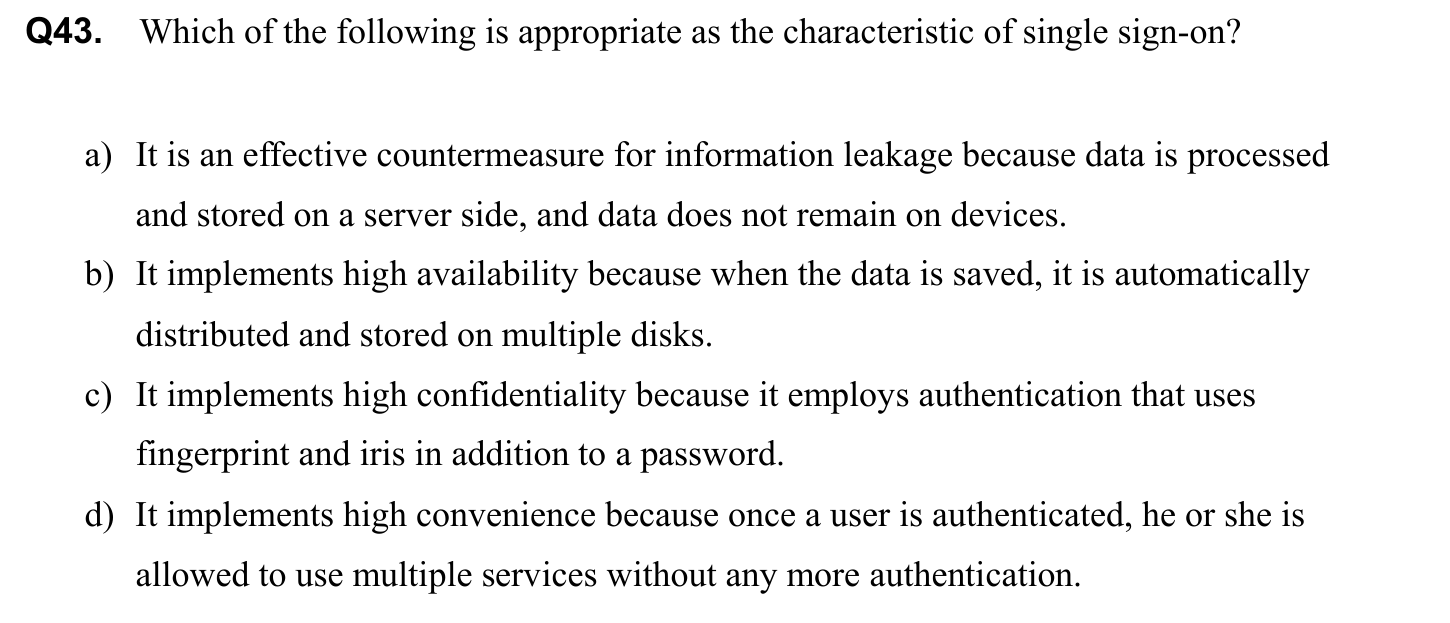 Q43. Which of the following is appropriate as the characteristic of single sign-on?
a) It is an effective countermeasure for information leakage because data is processed
and stored on a server side, and data does not remain on devices.
b) It implements high availability because when the data is saved, it is automatically
distributed and stored on multiple disks.
c) It implements high confidentiality because it employs authentication that uses
fingerprint and iris in addition to a password.
d) It implements high convenience because once a user is authenticated, he or she is
allowed to use multiple services without any more authentication.